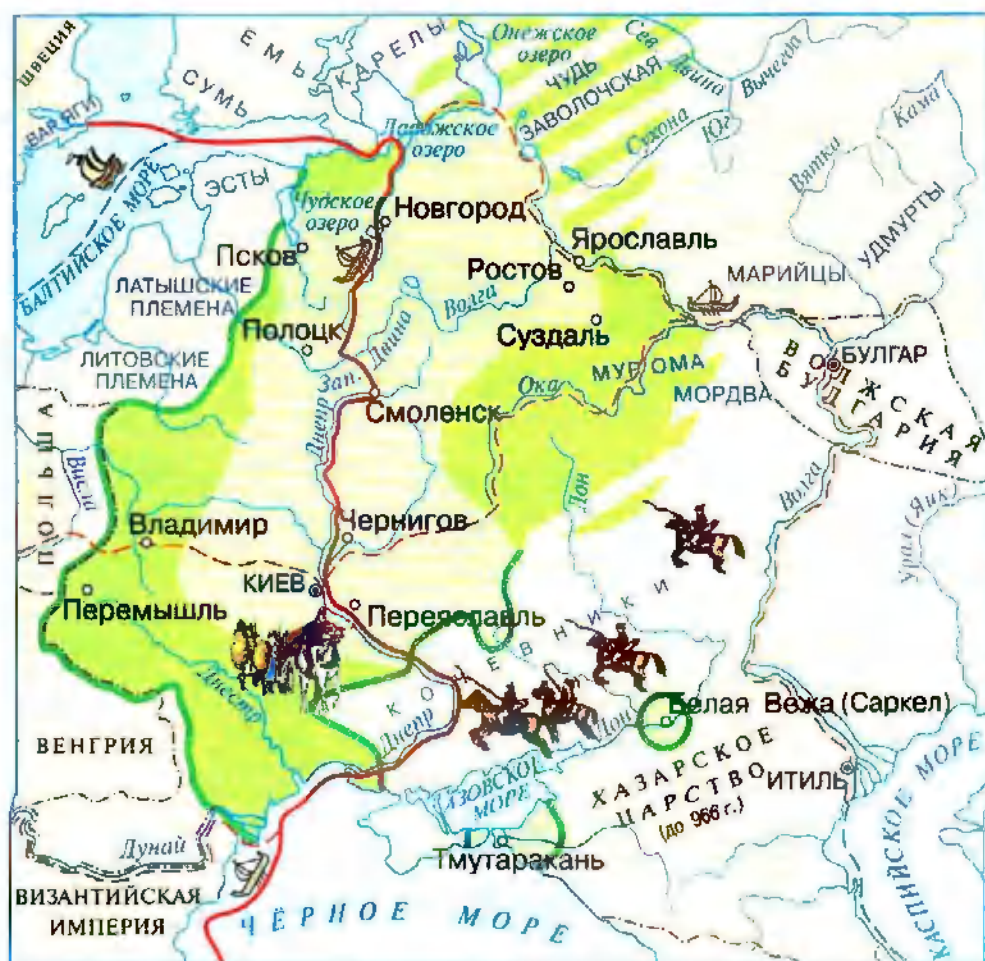 ШВЕЦИЯ
ЕМЬ
КАРЕЛЫ
Онежское
озеро
Сев. Двина
Вычегда
СУМЬ
ЧУДЬ
ЗАВОЛОЧСКАЯ
ВАРЯГИ
Ладожское
озеро
Сухона
Юг
Кама
Вятка
ЭСТЫ
Чудское
озеро
Новгород
УДМУРТЫ
БАЛТИЙСКОЕ МОРЕ
Псков
Ярославль
ЛАТЫШСКИЕ
ПЛЕМЕНА
Ростов
МАРИЙЦЫ
Волга
Полоцк
Зап. Двина
Суздаль
ЛИТОВСКИЕ
ПЛЕМЕНА
МУРОМА
БУЛГАР
ВОЛЖСКАЯ
БУЛГАРИЯ
Ока
МОРДВА
Днепр
Смоленск
ПОЛЬША
Висла
Дон
Волга
Урал (Яик)
Владимир
Чернигов
КИЕВ
Перемышль
Переяславль
КОЧЕВНИКИ
Днестр
Днепр
Дон
Белая Вежа (Саркел)
ВЕНГРИЯ
АЗОВСКОЕ
МОРЕ
ХАЗАРСКОЕ
ЦАРСТВО
(до 966 г.)
ИТИЛЬ
Дунай
Тмутаракань
ВИЗАНТИЙСКАЯ
ИМПЕРИЯ
ЧЁРНОЕ МОРЕ
КАСПИЙСКОЕ МОРЕ